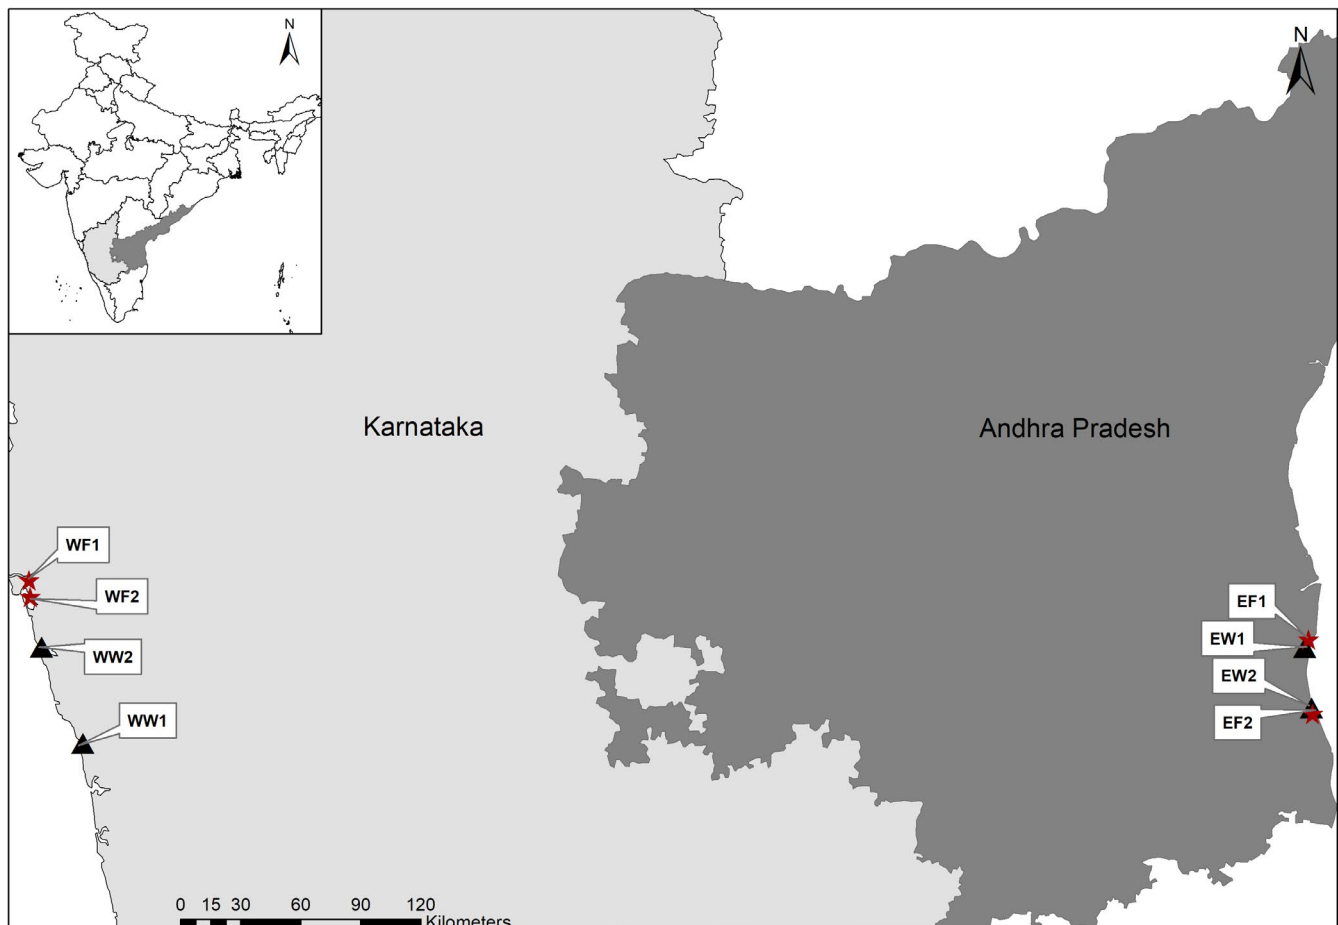 N
N
Karnataka
Andhra Pradesh
WF1
WF2
WW2
WW1
EF1
EW1
EW2
EF2
0 15 30 60 90 120
Kilometers